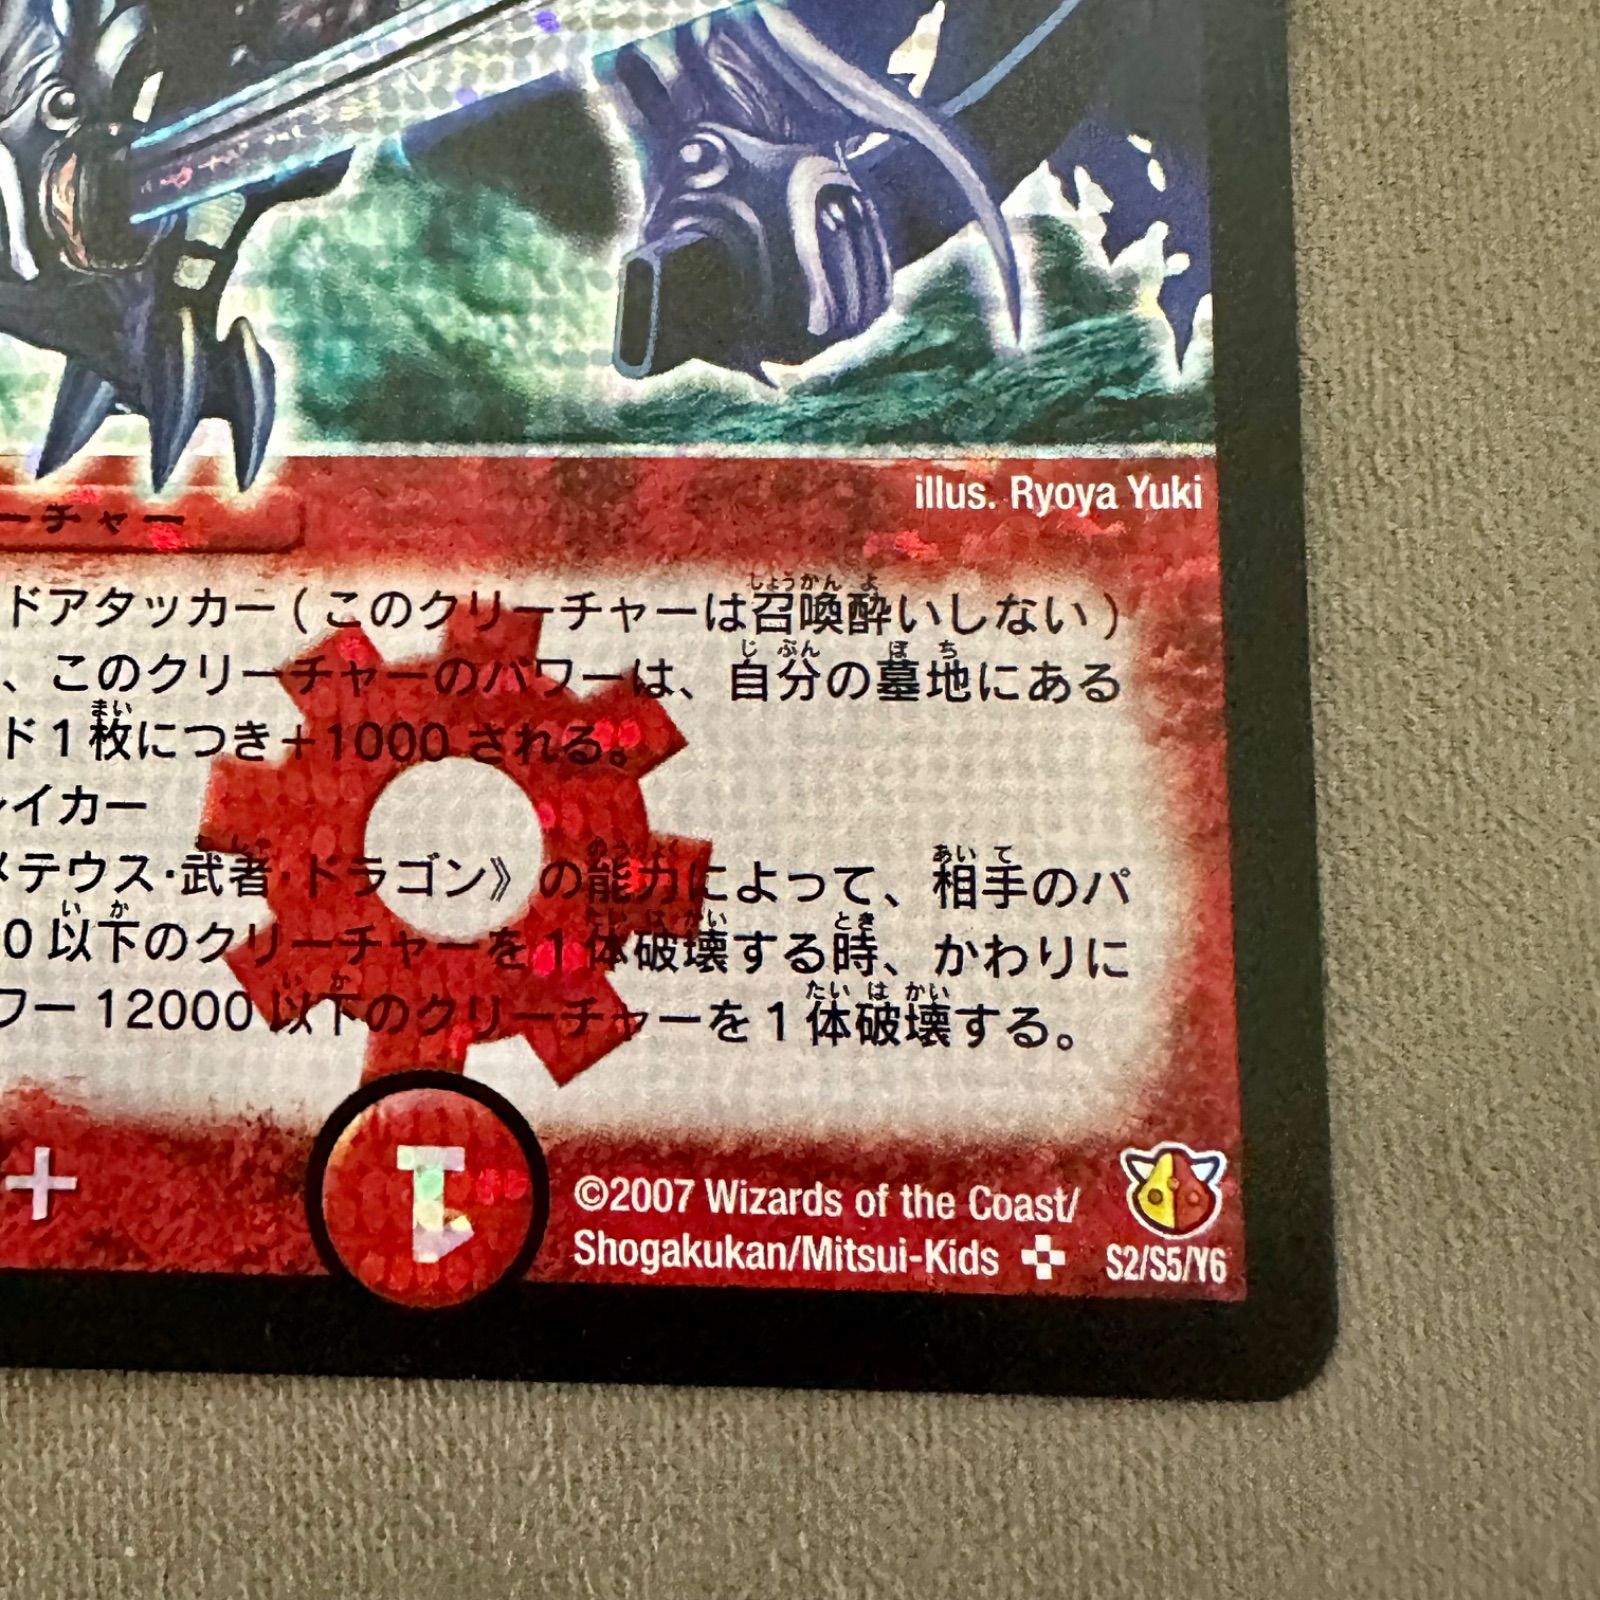 ーチャー
illus. Ryoya Yuki
ドアタッカー(このクリーチャーは召喚酔いしない)
、このクリーチャーのパワーは、自分の墓地にある
ド1枚につき+1000される。
レイカー
メテウス・武者・ドラゴン》の能力によって、相手のパ
0以下のクリーチャーを1体破壊する時、かわりに
ワー12000以下のクリーチャーを1体破壊する。
+
©2007 Wizards of the Coast/
Shogakukan/Mitsui-Kids
S2/S5/Y6